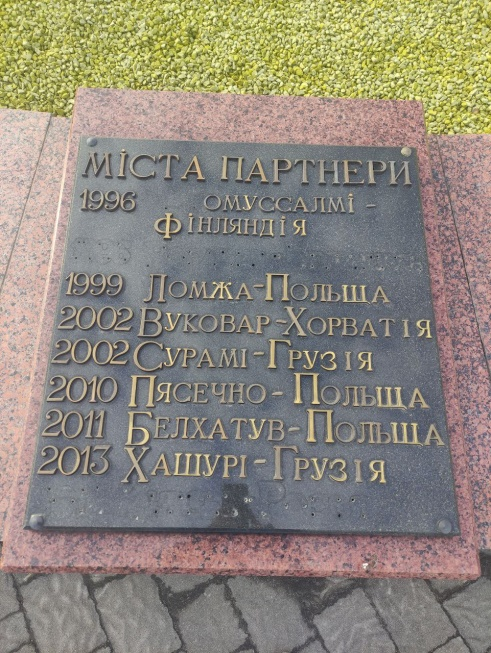 МІСТА ПАРТНЕРИ
1996 ОМУССАЛМІ -
ФІНЛЯНДІЯ
1999 ЛОМЖА-ПОЛЬЩА
2002 ВУКОВАР-ХОРВАТІЯ
2002 СУРАМІ-ГРУЗІЯ
2010 ПЯСЕЧНО-ПОЛЬЩА
2011 БЕЛХАТУВ-ПОЛЬЩА
2013 ХАШУРІ-ГРУЗІЯ